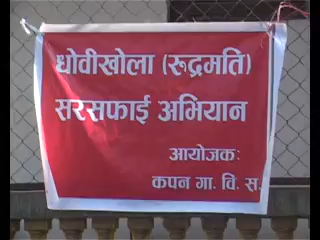 धोवीखोला (रूद्रमति)
सरसफाई अभियान
आयोजकः
कपन गा. वि. स.